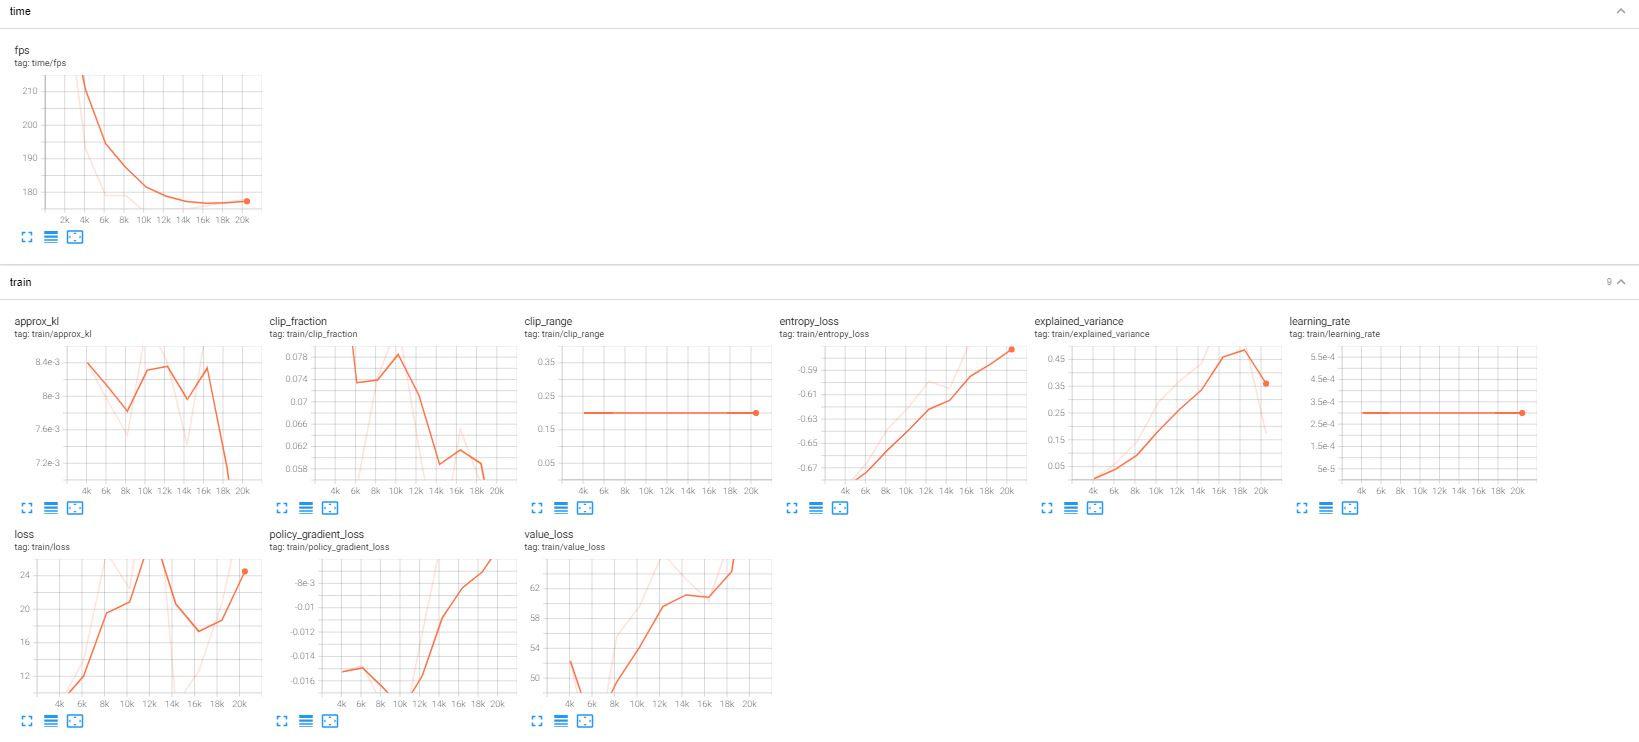 time
fps
tag: time/fps
210
200
190
180
2k 4k 6k 8k 10k 12k 14k 16k 18k 20k
train 9
approx_kl
tag: train/approx_kl
8.4e-3
8e-3
7.6e-3
7.2e-3
4k 6k 8k 10k 12k 14k 16k 18k 20k
clip_fraction
tag: train/clip_fraction
0.078
0.074
0.07
0.066
0.062
0.058
4k 6k 8k 10k 12k 14k 16k 18k 20k
clip_range
tag: train/clip_range
0.35
0.25
0.15
0.05
4k 6k 8k 10k 12k 14k 16k 18k 20k
entropy_loss
tag: train/entropy_loss
-0.59
-0.61
-0.63
-0.65
-0.67
4k 6k 8k 10k 12k 14k 16k 18k 20k
explained_variance
tag: train/explained_variance
0.45
0.35
0.25
0.15
0.05
4k 6k 8k 10k 12k 14k 16k 18k 20k
learning_rate
tag: train/learning_rate
5.5e-4
4.5e-4
3.5e-4
2.5e-4
1.5e-4
5e-5
4k 6k 8k 10k 12k 14k 16k 18k 20k
loss
tag: train/loss
24
20
16
12
4k 6k 8k 10k 12k 14k 16k 18k 20k
policy_gradient_loss
tag: train/policy_gradient_loss
-8e-3
-0.01
-0.012
-0.014
-0.016
4k 6k 8k 10k 12k 14k 16k 18k 20k
value_loss
tag: train/value_loss
62
58
54
50
4k 6k 8k 10k 12k 14k 16k 18k 20k